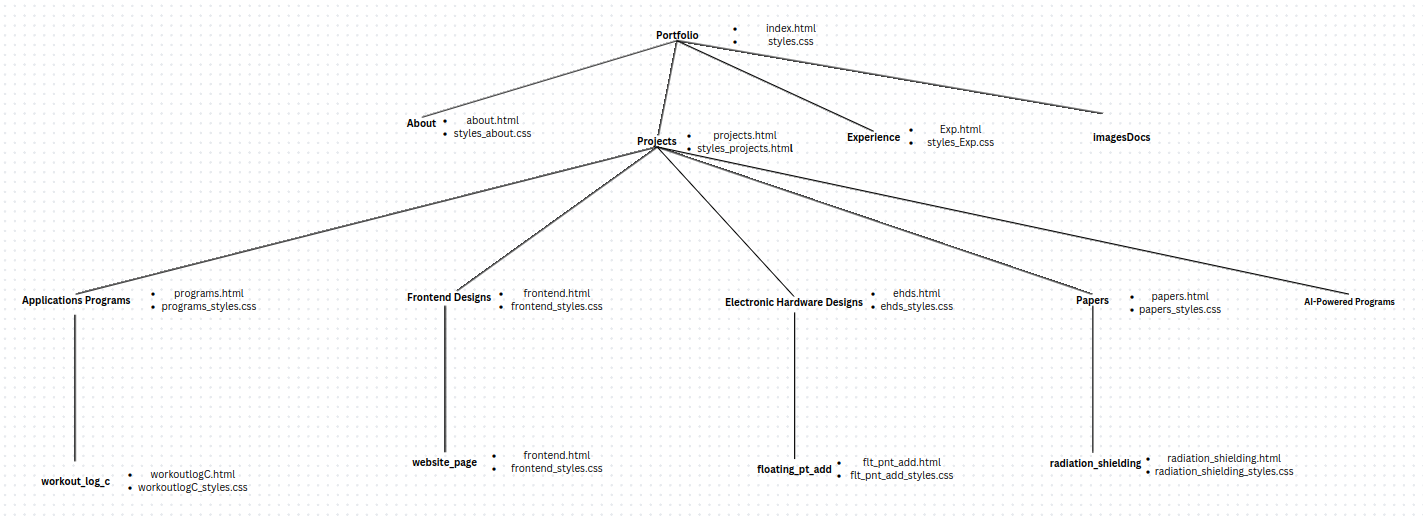 Portfolio
• index.html
• styles.css
About
• about.html
• styles_about.css
Projects
• projects.html
• styles_projects.html
Experience
• Exp.html
• styles_Exp.css
imagesDocs
Applications Programs
• programs.html
• programs_styles.css
Frontend Designs
• frontend.html
• frontend_styles.css
Electronic Hardware Designs
• ehds.html
• ehds_styles.css
Papers
• papers.html
• papers_styles.css
AI-Powered Programs
workout_log_c
• workoutlogC.html
• workoutlogC_styles.css
website_page
• frontend.html
• frontend_styles.css
floating_pt_add
• flt_pnt_add.html
• flt_pnt_add_styles.css
radiation_shielding
• radiation_shielding.html
• radiation_shielding_styles.css